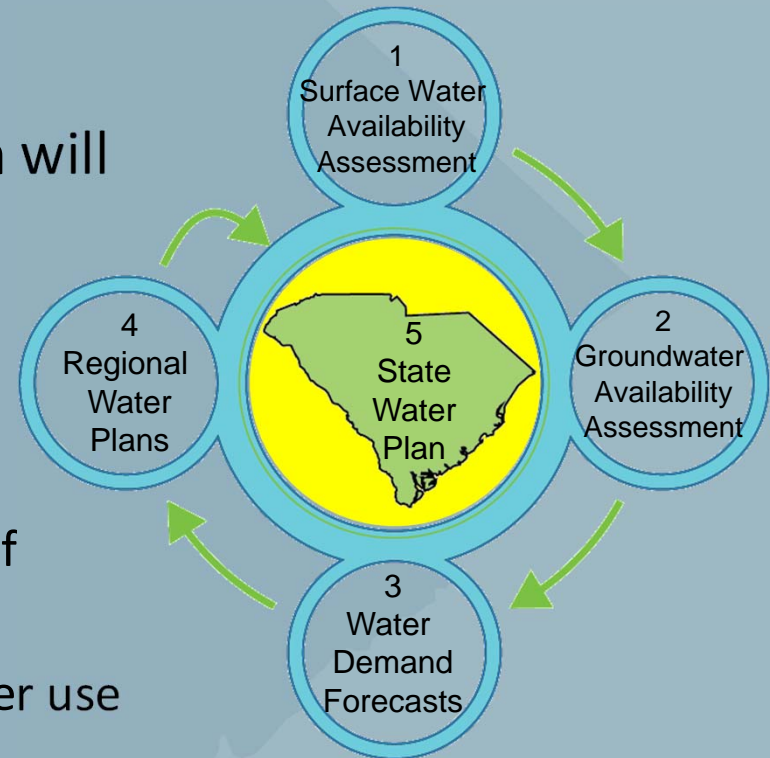 will
f
er use
1
Surface Water
Availability
Assessment
2
Groundwater
Availability
Assessment
3
Water
Demand
Forecasts
4
Regional
Water
Plans
5
State
Water
Plan